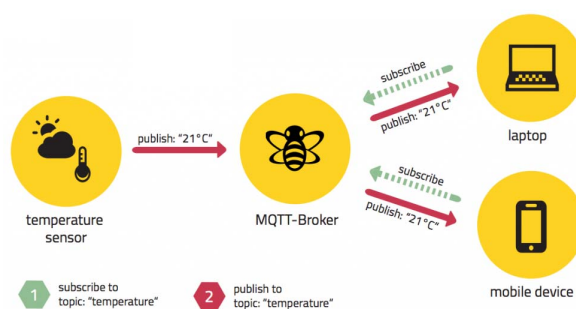 subscribe
publish: "21°C"
laptop
publish: "21°C"
temperature
sensor
MQTT-Broker
subscribe
publish: "21°C"
mobile device
1
subscribe to
topic: "temperature"
2
publish to
topic: "temperature"